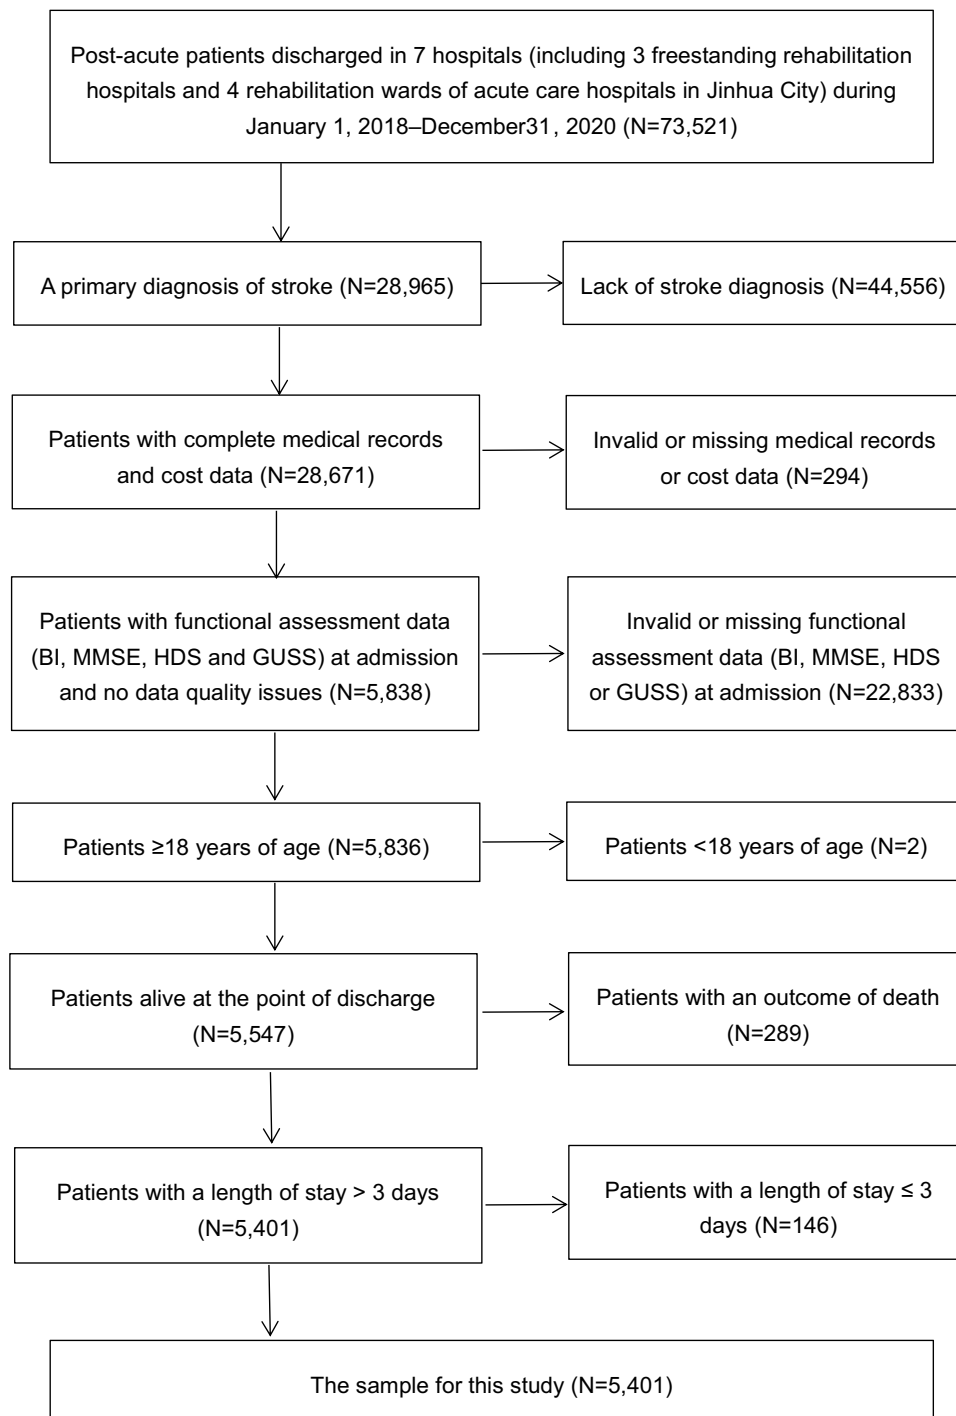 Post-acute patients discharged in 7 hospitals (including 3 freestanding rehabilitation
hospitals and 4 rehabilitation wards of acute care hospitals in Jinhua City) during
January 1, 2018–December31, 2020 (N=73,521)
A primary diagnosis of stroke (N=28,965)
Lack of stroke diagnosis (N=44,556)
Patients with complete medical records
and cost data (N=28,671)
Invalid or missing medical records
or cost data (N=294)
Patients with functional assessment data
(BI, MMSE, HDS and GUSS) at admission
and no data quality issues (N=5,838)
Invalid or missing functional
assessment data (BI, MMSE, HDS
or GUSS) at admission (N=22,833)
Patients ≥18 years of age (N=5,836)
Patients <18 years of age (N=2)
Patients alive at the point of discharge
(N=5,547)
Patients with an outcome of death
(N=289)
Patients with a length of stay > 3 days
(N=5,401)
Patients with a length of stay ≤ 3
days (N=146)
The sample for this study (N=5,401)